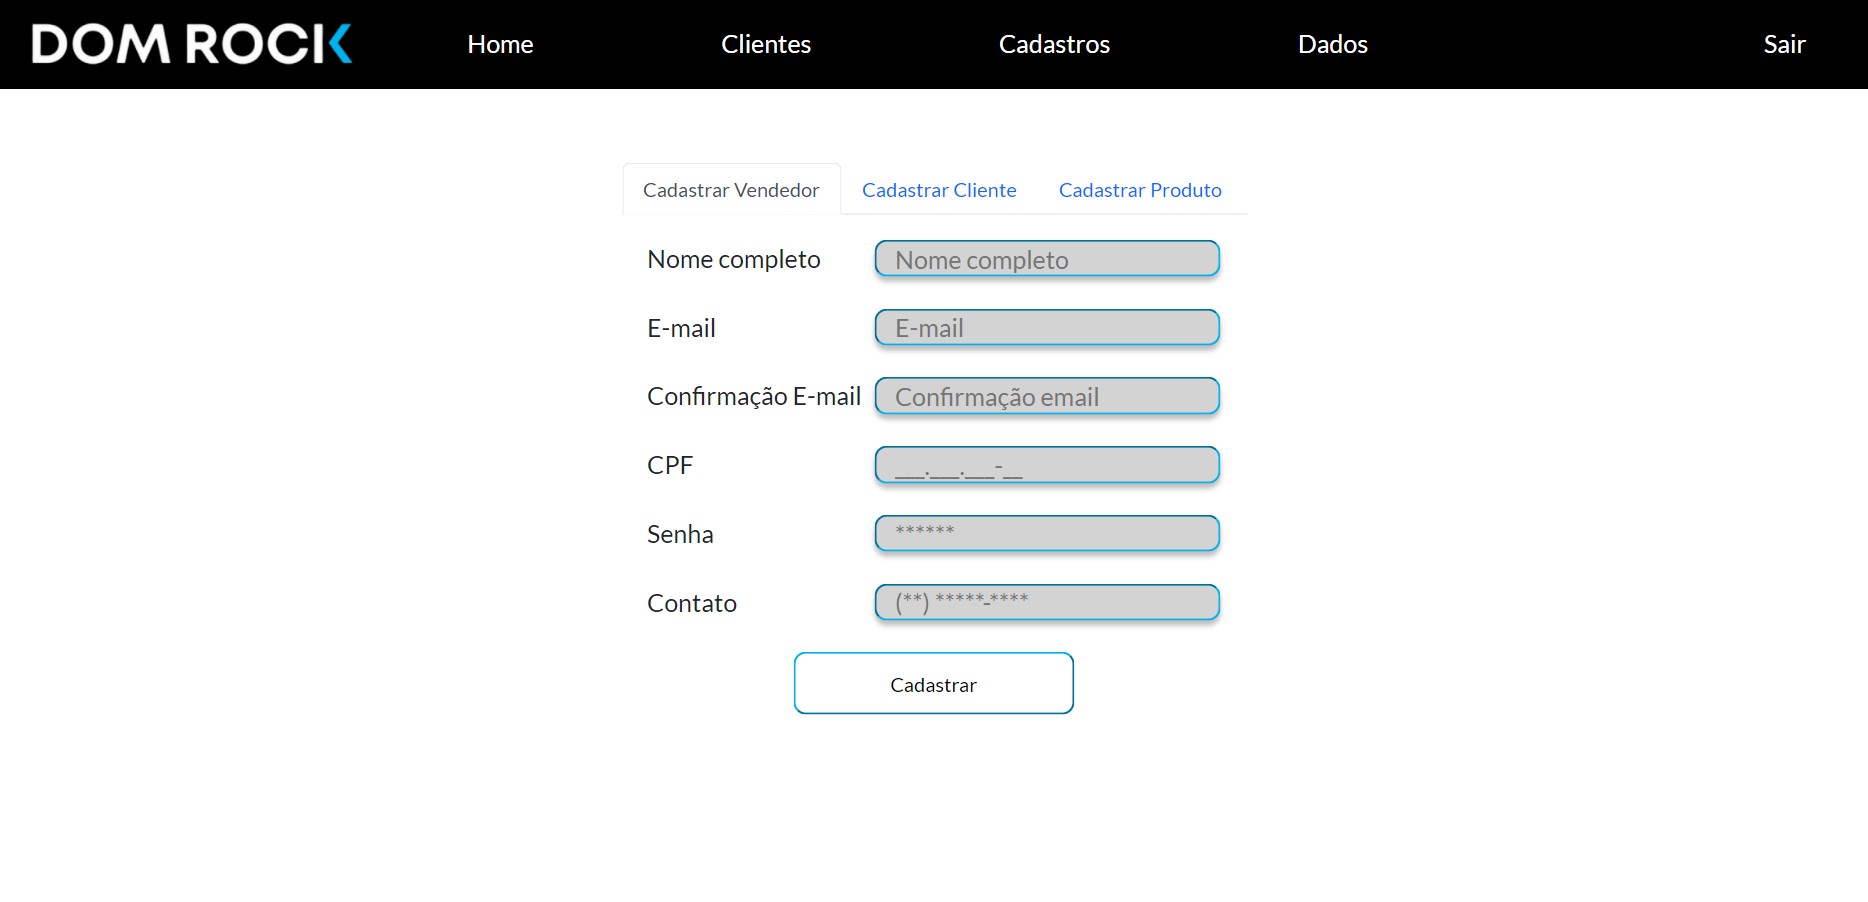 DOM ROCK Home Clientes Cadastros Dados Sair
Cadastrar Vendedor Cadastrar Cliente Cadastrar Produto
Nome completo Nome completo
E-mail E-mail
Confirmação E-mail Confirmação email
CPF ___.___.___-__
Senha ******
Contato (**) *****-****
Cadastrar